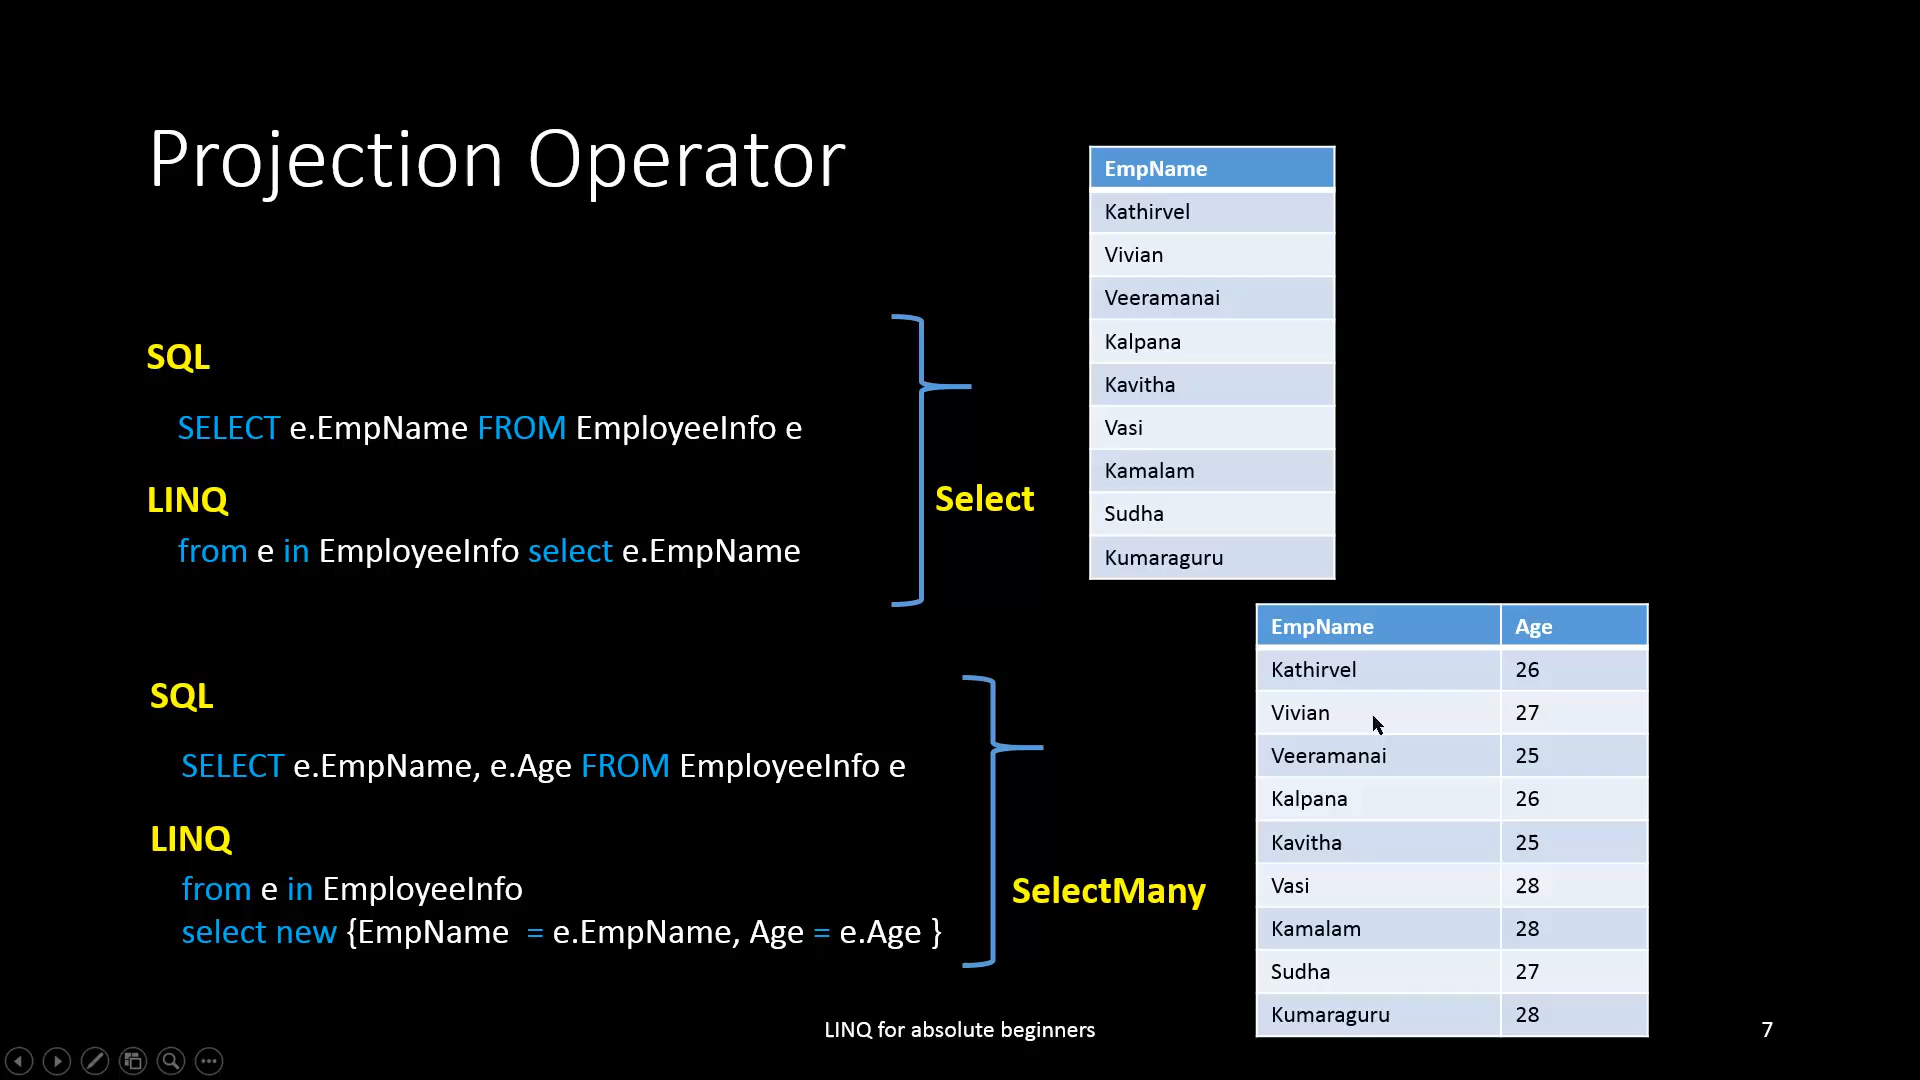 Projection Operator
SQL
SELECT e.EmpName FROM EmployeeInfo e
LINQ
from e in EmployeeInfo select e.EmpName
Select
EmpName
Kathirvel
Vivian
Veeramanai
Kalpana
Kavitha
Vasi
Kamalam
Sudha
Kumaraguru
SQL
SELECT e.EmpName, e.Age FROM EmployeeInfo e
LINQ
from e in EmployeeInfo
select new {EmpName  = e.EmpName, Age = e.Age }
SelectMany
EmpName Age
Kathirvel 26
Vivian 27
Veeramanai 25
Kalpana 26
Kavitha 25
Vasi 28
Kamalam 28
Sudha 27
Kumaraguru 28
LINQ for absolute beginners
7